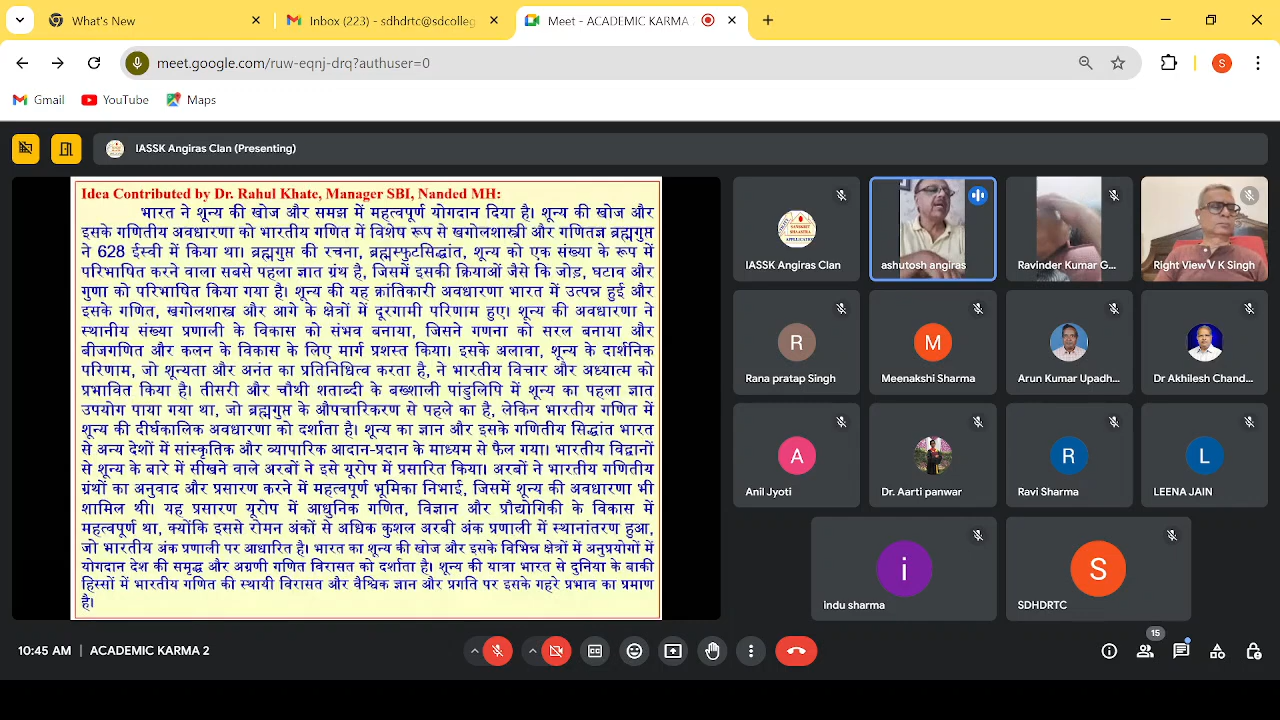 What's New
Inbox (223) - sdhdrtc@sdcolleg
Meet - ACADEMIC KARMA 2
meet.google.com/ruw-eqnj-drq?authuser=0
S
Gmail
YouTube
Maps
IASSK Angiras Clan (Presenting)
Idea Contributed by Dr. Rahul Khate, Manager SBI, Nanded MH:
भारत ने शून्य की खोज और समझ में महत्वपूर्ण योगदान दिया है। शून्य की खोज और
इसके गणितीय अवधारणा को भारतीय गणित में विशेष रूप से खगोलशास्त्री और गणितज्ञ ब्रह्मगुप्त
ने 628 ईस्वी में किया था। ब्रह्मगुप्त की रचना, ब्रह्मस्फुटसिद्धांत, शून्य को एक संख्या के रूप में
परिभाषित करने वाला सबसे पहला ज्ञात ग्रंथ है, जिसमें इसकी क्रियाओं जैसे कि जोड़, घटाव और
गुणा को परिभाषित किया गया है। शून्य की यह क्रांतिकारी अवधारणा भारत में उत्पन्न हुई और
इसके गणित, खगोलशास्त्र और आगे के क्षेत्रों में दूरगामी परिणाम हुए। शून्य की अवधारणा ने
स्थानीय संख्या प्रणाली के विकास को संभव बनाया, जिसने गणना को सरल बनाया और
बीजगणित और कलन के विकास के लिए मार्ग प्रशस्त किया। इसके अलावा, शून्य के दार्शनिक
परिणाम, जो शून्यता और अनंत का प्रतिनिधित्व करता है, ने भारतीय विचार और अध्यात्म को
प्रभावित किया है। तीसरी और चौथी शताब्दी के बख्शाली पांडुलिपि में शून्य का पहला ज्ञात
उपयोग पाया गया था, जो ब्रह्मगुप्त के औपचारिकरण से पहले का है, लेकिन भारतीय गणित में
शून्य की दीर्घकालिक अवधारणा को दर्शाता है। शून्य का ज्ञान और इसके गणितीय सिद्धांत भारत
से अन्य देशों में सांस्कृतिक और व्यापारिक आदान-प्रदान के माध्यम से फैल गया। भारतीय विद्वानों
से शून्य के बारे में सीखने वाले अरबों ने इसे यूरोप में प्रसारित किया। अरबों ने भारतीय गणितीय
ग्रंथों का अनुवाद और प्रसारण करने में महत्वपूर्ण भूमिका निभाई, जिसमें शून्य की अवधारणा भी
शामिल थी। यह प्रसारण यूरोप में आधुनिक गणित, विज्ञान और प्रौद्योगिकी के विकास में
महत्वपूर्ण था, क्योंकि इससे रोमन अंकों से अधिक कुशल अरबी अंक प्रणाली में स्थानांतरण हुआ,
जो भारतीय अंक प्रणाली पर आधारित है। भारत का शून्य की खोज और इसके विभिन्न क्षेत्रों में अनुप्रयोगों में
योगदान देश की समृद्ध और अग्रणी गणित विरासत को दर्शाता है। शून्य की यात्रा भारत से दुनिया के बाकी
हिस्सों में भारतीय गणित की स्थायी विरासत और वैश्विक ज्ञान और प्रगति पर इसके गहरे प्रभाव का प्रमाण
है।
IASSK Angiras Clan
ashutosh angiras
Ravinder Kumar G...
Right View V K Singh
R
M
Rana pratap Singh
Meenakshi Sharma
Arun Kumar Upadh...
Dr Akhilesh Chand...
A
R
L
Anil Jyoti
Dr. Aarti panwar
Ravi Sharma
LEENA JAIN
i
S
Indu sharma
SDHDRTC
10:45 AM | ACADEMIC KARMA 2
15